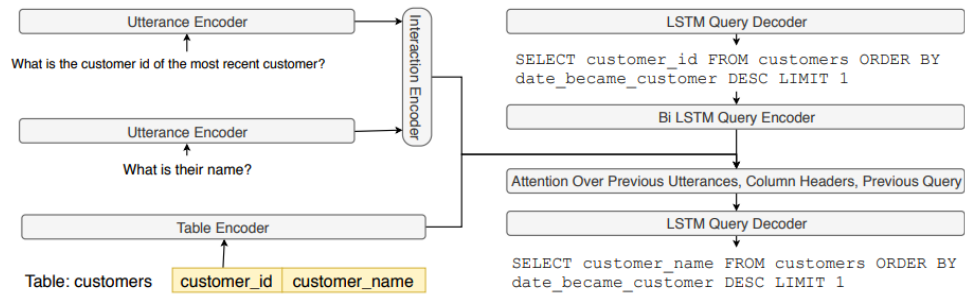 Utterance Encoder
What is the customer id of the most recent customer?
Interaction Encoder
Utterance Encoder
What is their name?
Table Encoder
Table: customers
customer_id
customer_name
LSTM Query Decoder
SELECT customer_id FROM customers ORDER BY
date_became_customer DESC LIMIT 1
Bi LSTM Query Encoder
Attention Over Previous Utterances, Column Headers, Previous Query
LSTM Query Decoder
SELECT customer_name FROM customers ORDER BY
date_became_customer DESC LIMIT 1